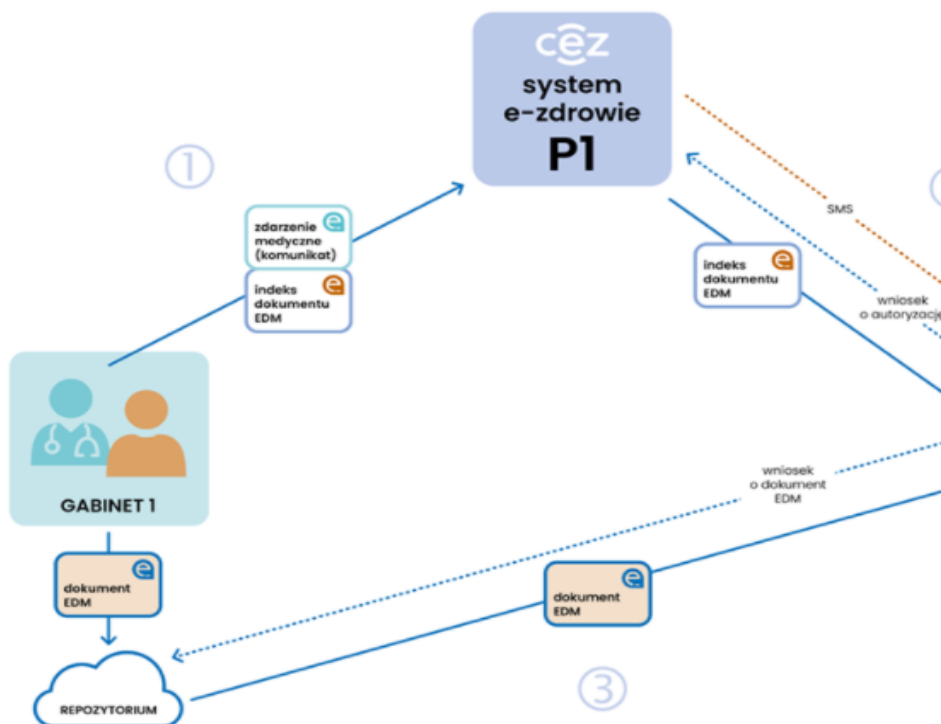 cez
system
e-zdrowie
P1
①
zdarzenie
medyczne
(komunikat)
indeks
dokumentu
EDM
SMS
indeks
dokumentu
EDM
wniosek
o autoryzację
GABINET 1
wniosek
o dokument
EDM
dokument
EDM
dokument
EDM
REPOZYTORIUM
③